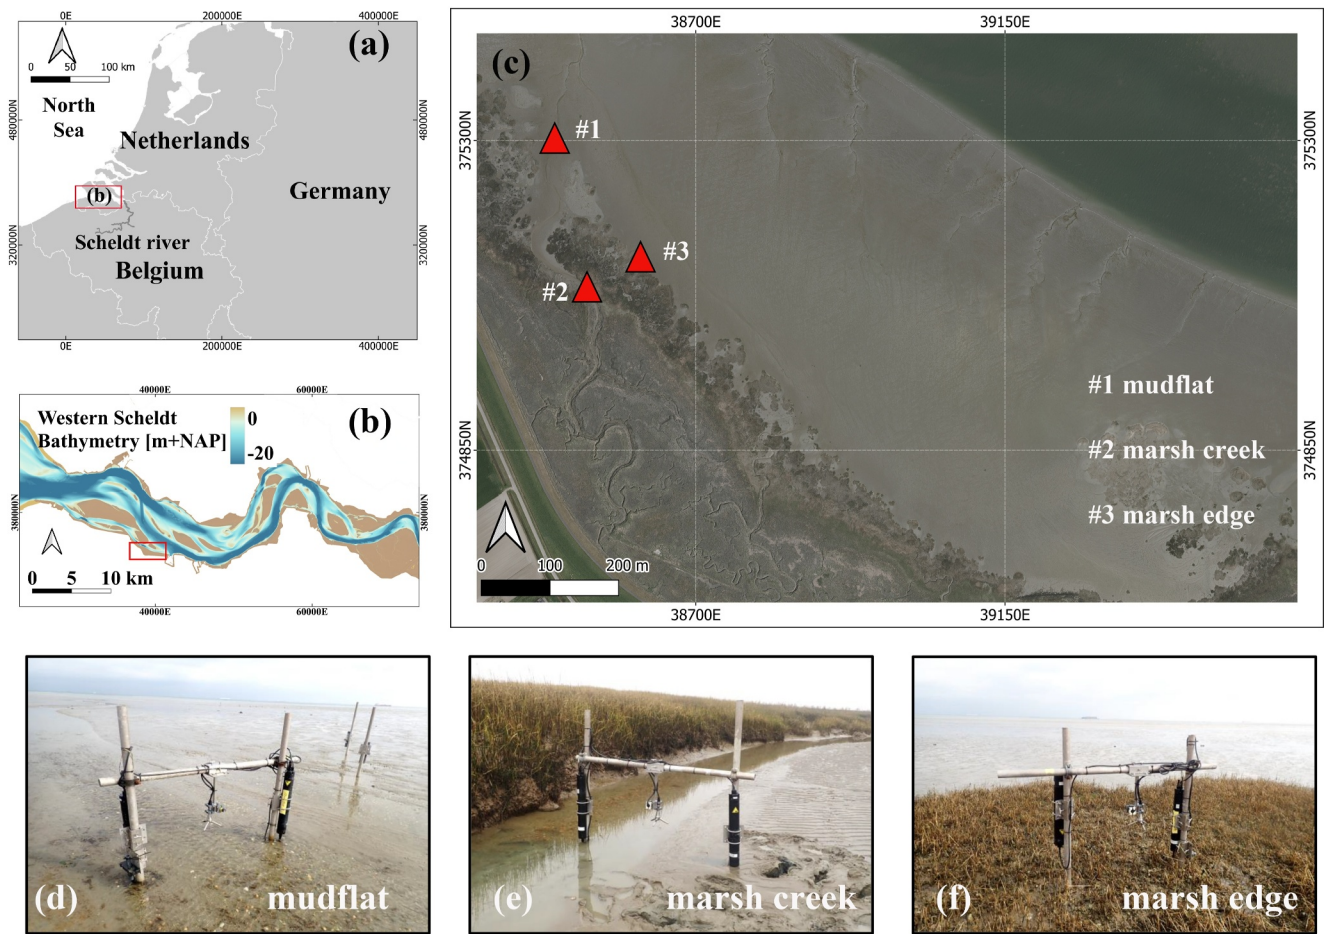 0E 200000E 400000E
(a)
0 50 100 km
North
Sea
480000N
480000N
Netherlands
(b)
Germany
Scheldt river
Belgium
320000N
320000N
0E 200000E 400000E
40000E 60000E
Western Scheldt
Bathymetry [m+NAP]
0
-20
(b)
380000N
380000N
0 5 10 km
40000E 60000E
38700E 39150E
(c)
#1
375300N
375300N
#3
#2
#1 mudflat
374850N
#2 marsh creek
374850N
#3 marsh edge
0 100 200 m
38700E 39150E
(d) mudflat
(e) marsh creek
(f) marsh edge